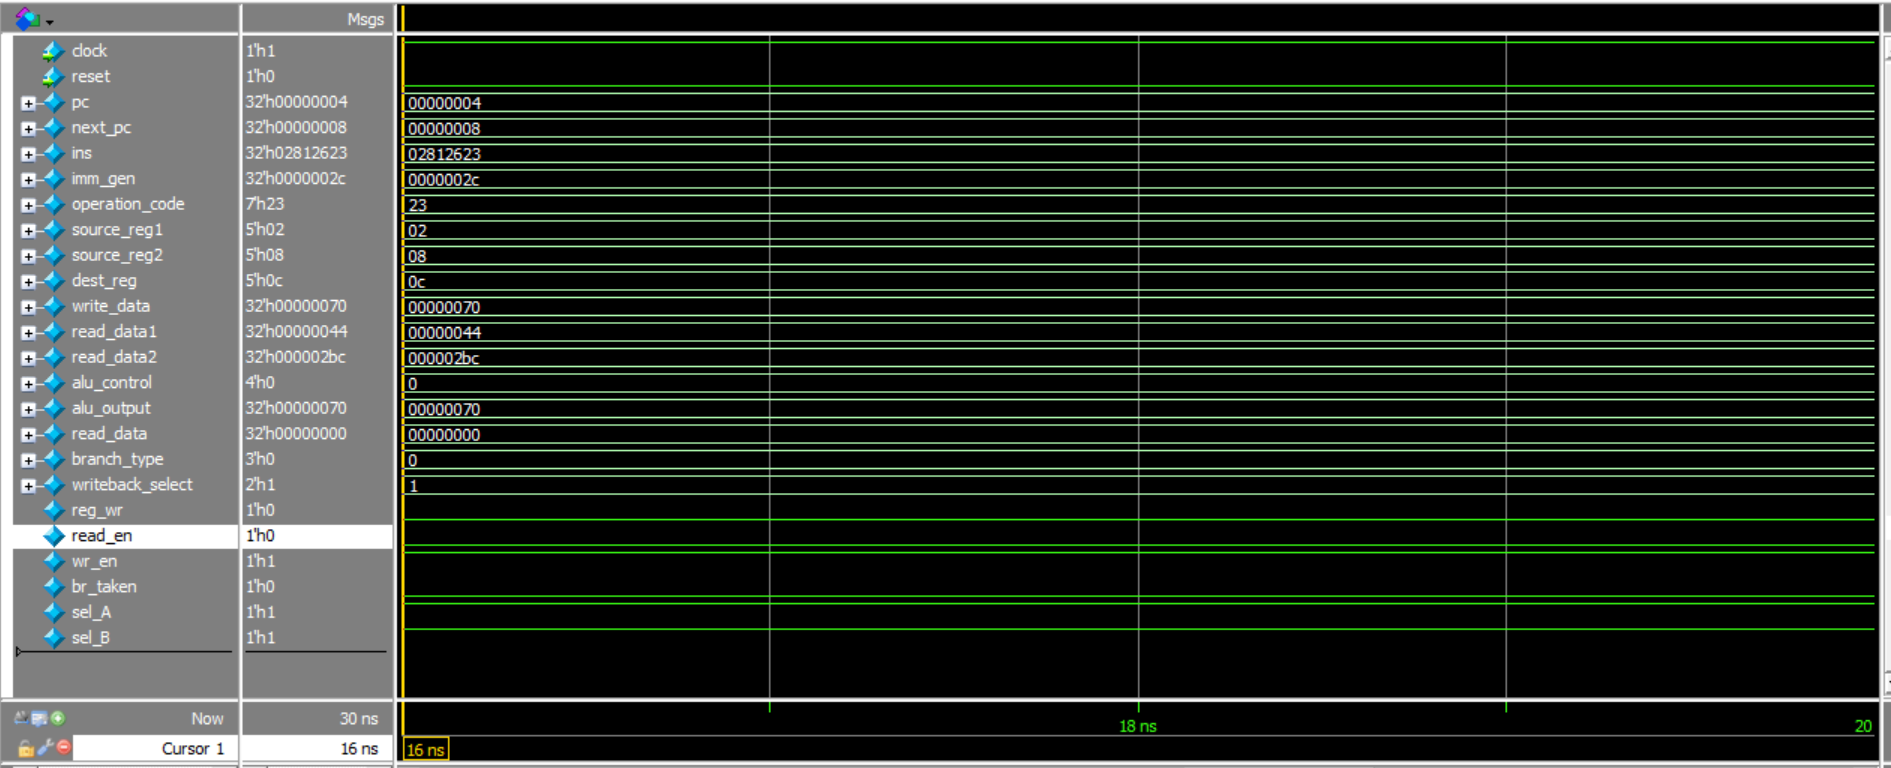 Msgs
clock 1'h1
reset 1'h0
pc 32'h00000004 00000004
next_pc 32'h00000008 00000008
ins 32'h02812623 02812623
imm_gen 32'h0000002c 0000002c
operation_code 7'h23 23
source_reg1 5'h02 02
source_reg2 5'h08 08
dest_reg 5'h0c 0c
write_data 32'h00000070 00000070
read_data1 32'h00000044 00000044
read_data2 32'h000002bc 000002bc
alu_control 4'h0 0
alu_output 32'h00000070 00000070
read_data 32'h00000000 00000000
branch_type 3'h0 0
writeback_select 2'h1 1
reg_wr 1'h0
read_en 1'h0
wr_en 1'h1
br_taken 1'h0
sel_A 1'h1
sel_B 1'h1
Now 30 ns 18 ns 20
Cursor 1 16 ns 16 ns